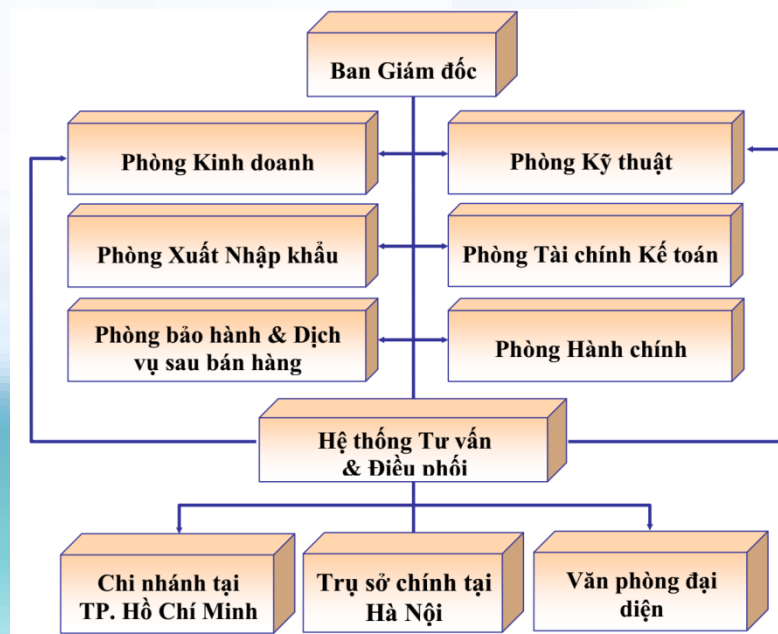 Ban Giám đốc
Phòng Kinh doanh
Phòng Kỹ thuật
Phòng Xuất Nhập khẩu
Phòng Tài chính Kế toán
Phòng bảo hành & Dịch
vụ sau bán hàng
Phòng Hành chính
Hệ thống Tư vấn
& Điều phối
Chi nhánh tại
TP. Hồ Chí Minh
Trụ sở chính tại
Hà Nội
Văn phòng đại
diện